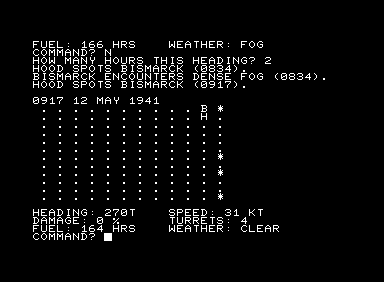 FUEL: 166 HRS    WEATHER: FOG
COMMAND? N
HOW MANY HOURS THIS HEADING? 2
HOOD SPOTS BISMARCK (0834).
BISMARCK ENCOUNTERS DENSE FOG (0834).
HOOD SPOTS BISMARCK (0917).
0917 12 MAY 1941
. . . . . . . . . . B *
. . . . . . . . . . H .
. . . . . . . . . . . .
. . . . . . . . . . . .
. . . . . . . . . . . .
. . . . . . . . . . . .
. . . . . . . . . . . *
. . . . . . . . . . . .
. . . . . . . . . . . *
. . . . . . . . . . . .
. . . . . . . . . . . .
. . . . . . . . . . . *
HEADING: 270T    SPEED: 31 KT
DAMAGE: 0 %      TURRETS: 4
FUEL: 164 HRS    WEATHER: CLEAR
COMMAND?